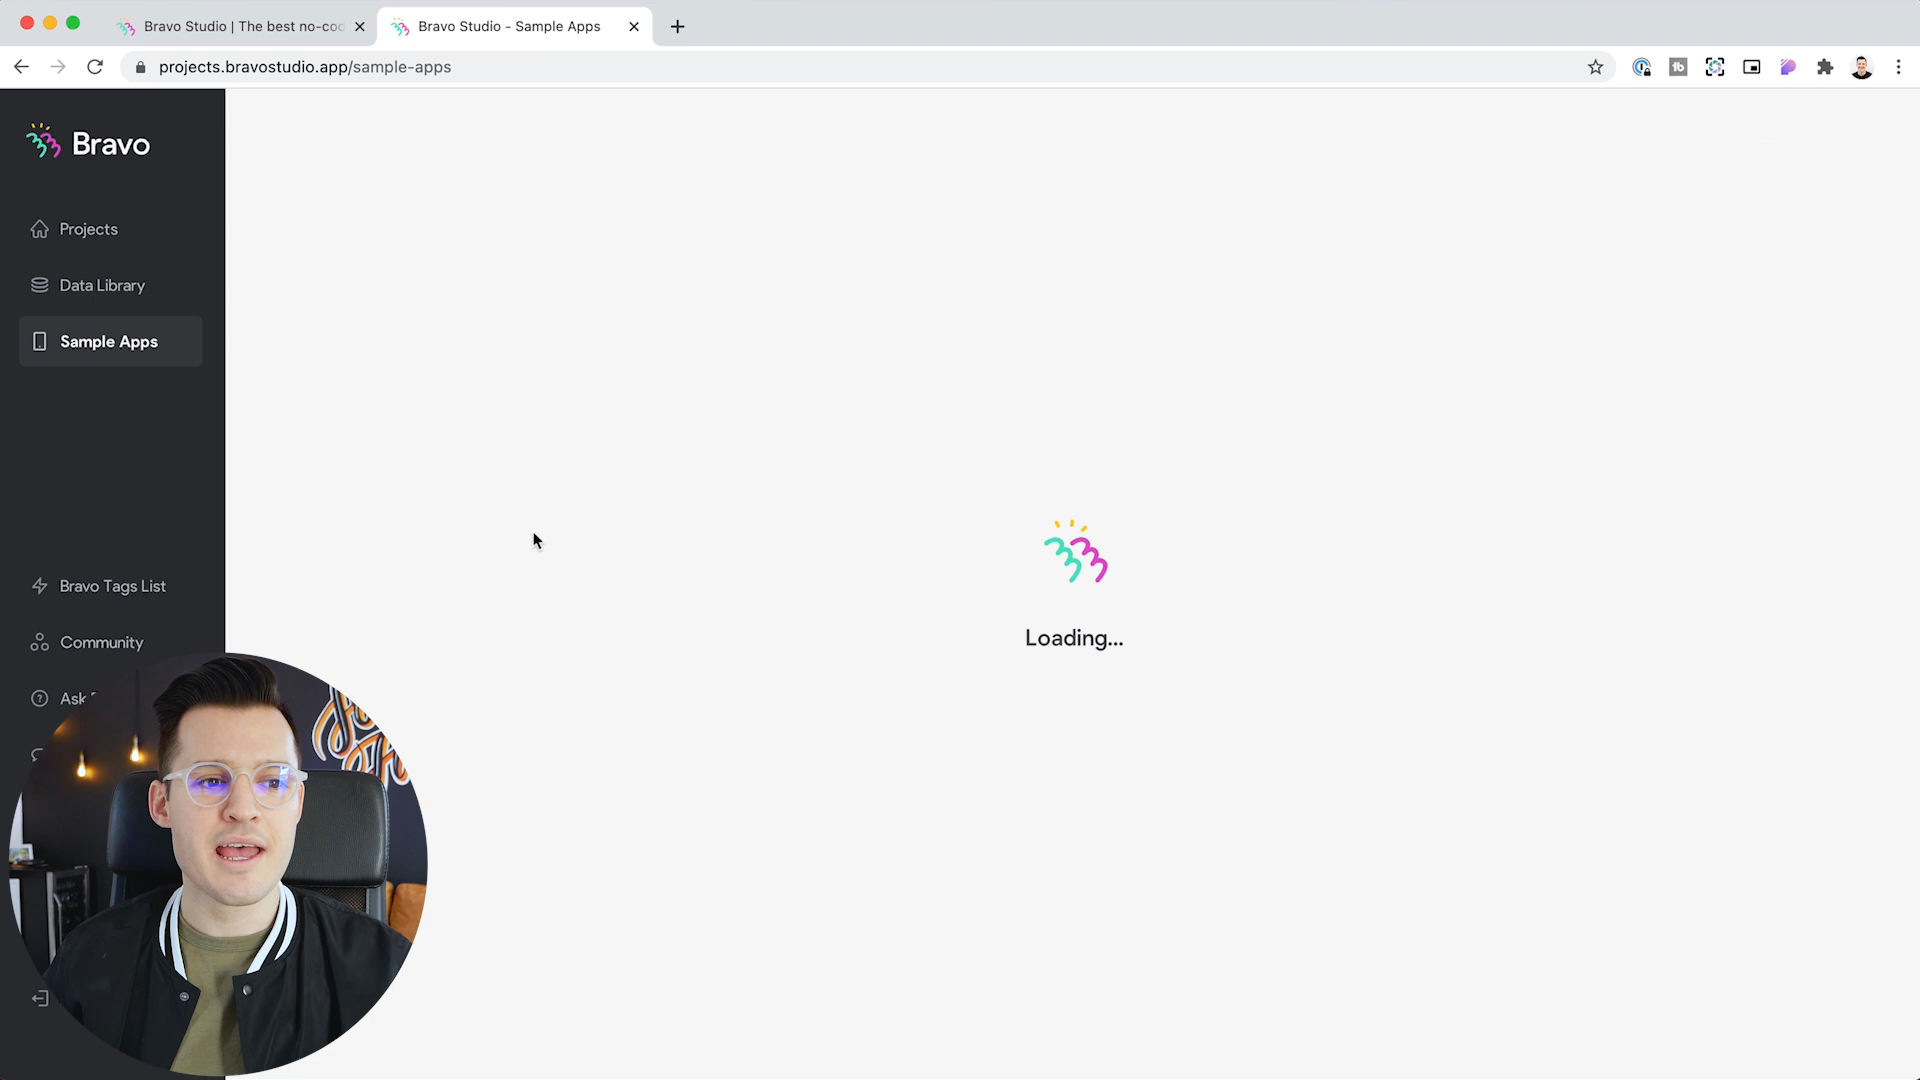 Bravo Studio | The best no-cod
Bravo Studio - Sample Apps
projects.bravostudio.app/sample-apps
Bravo
Projects
Data Library
Sample Apps
Bravo Tags List
Community
Ask
Loading...